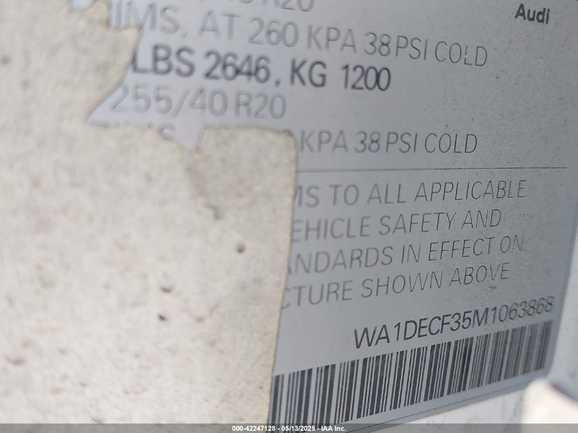 R20
Audi
IMS, AT 260 KPA 38 PSI COLD
LBS 2646, KG 1200
255/40 R20
KPA 38 PSI COLD
MS TO ALL APPLICABLE
EHICLE SAFETY AND
ANDARDS IN EFFECT ON
CTURE SHOWN ABOVE
WA1DECF35M1063868
000-42247128 - 05/13/2025 - IAA Inc.